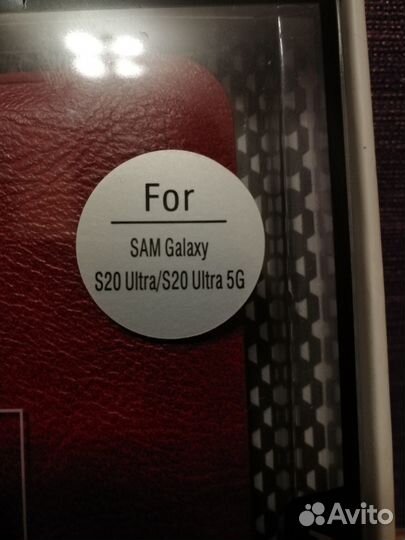 For
SAM Galaxy
S20 Ultra/S20 Ultra 5G
Avito